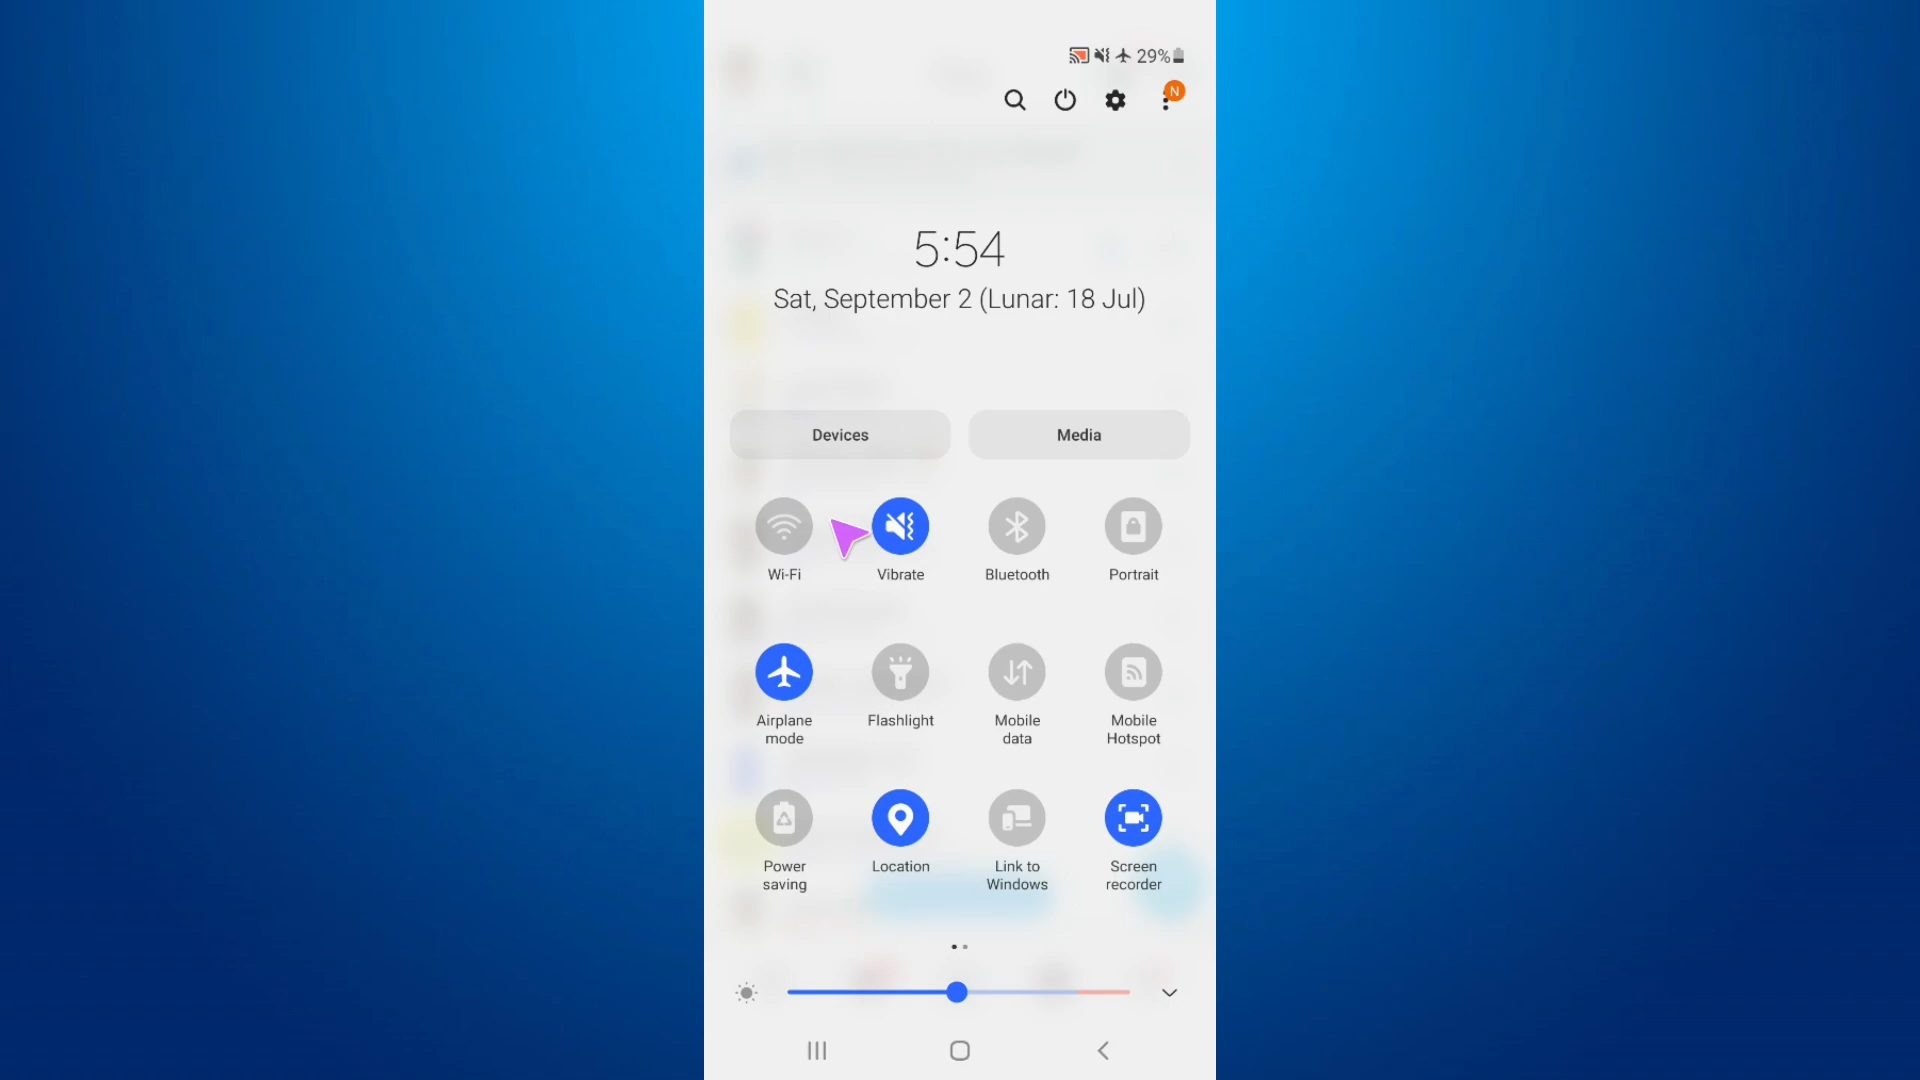 29%
N
5:54
Sat, September 2 (Lunar: 18 Jul)
Devices
Media
Wi-Fi
Vibrate
Bluetooth
Portrait
Airplane
mode
Flashlight
Mobile
data
Mobile
Hotspot
Power
saving
Location
Link to
Windows
Screen
recorder